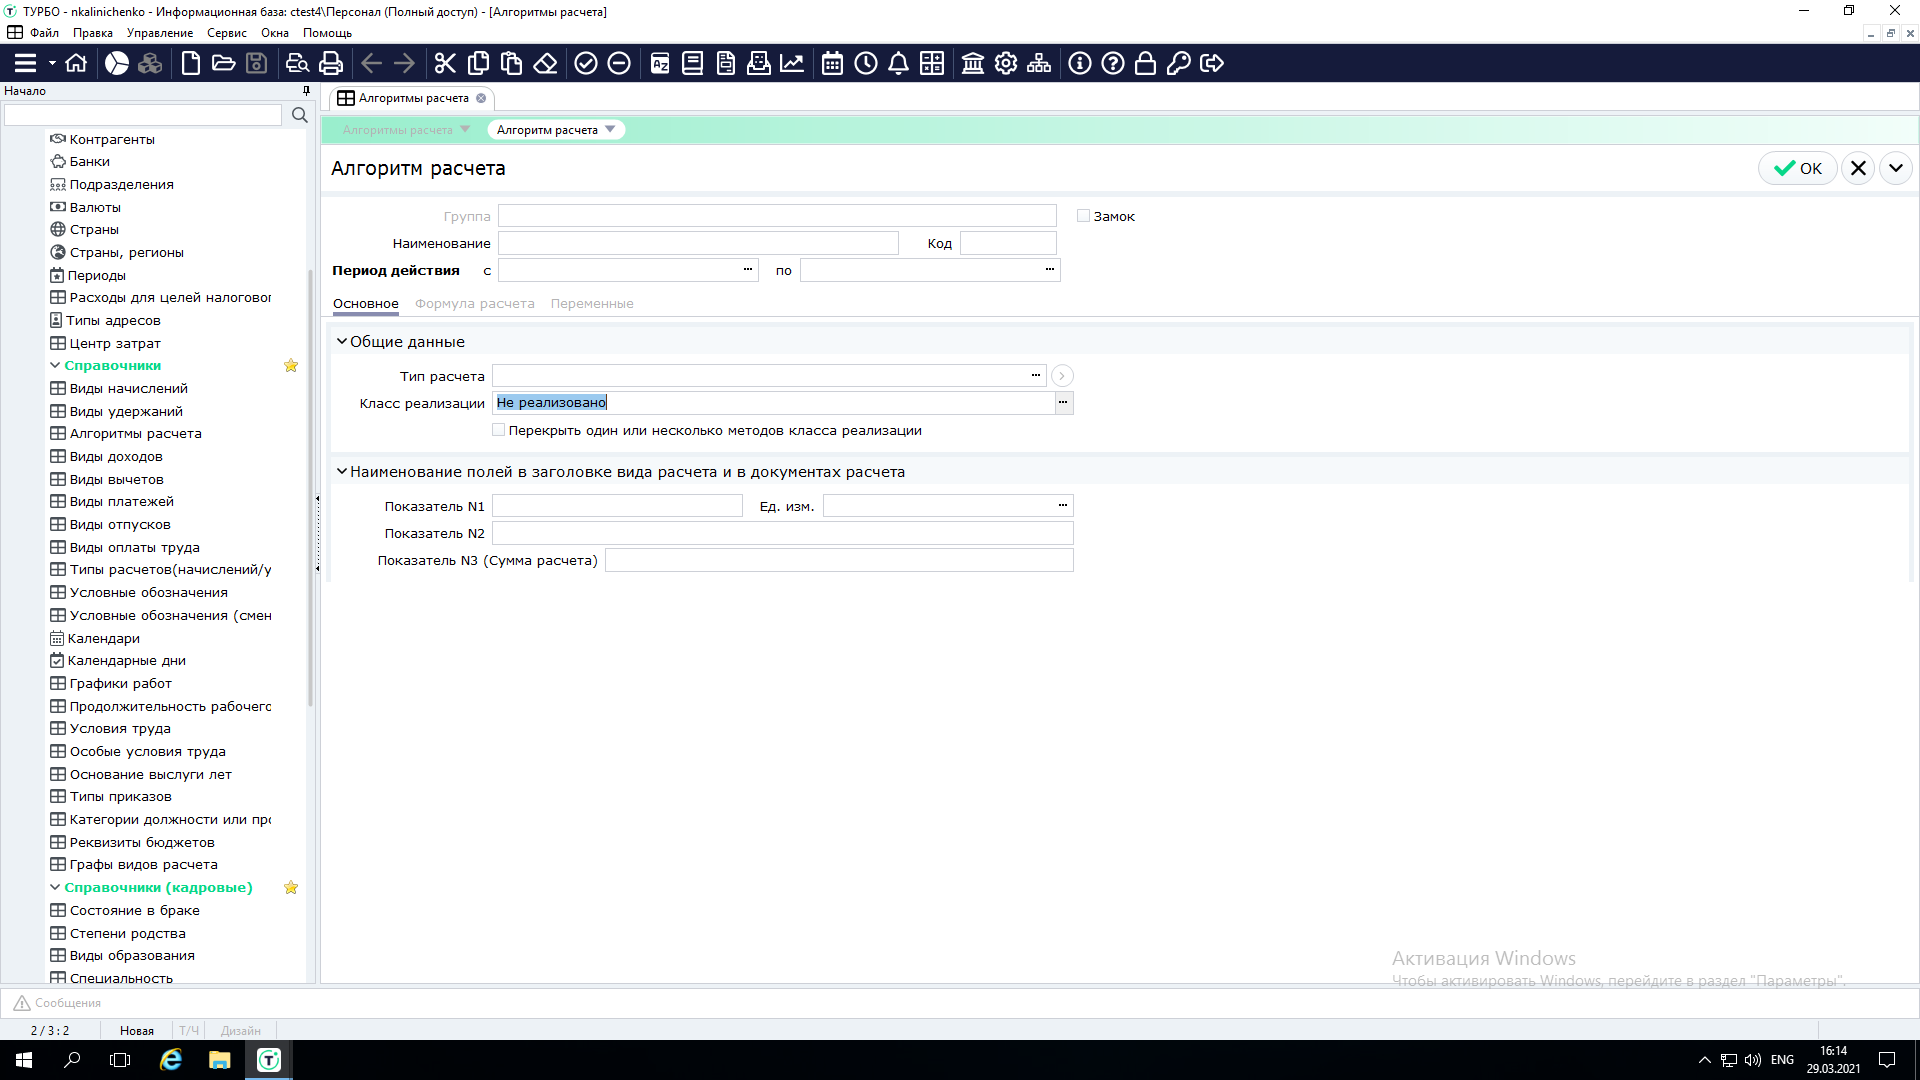 ТУРБО - nkalinichenko - Информационная база: ctest4\Персонал (Полный доступ) - [Алгоритмы расчета]
Файл Правка Управление Сервис Окна Помощь
Начало
Контрагенты
Банки
Подразделения
Валюты
Страны
Страны, регионы
Периоды
Расходы для целей налогового
Типы адресов
Центр затрат
Справочники
Виды начислений
Виды удержаний
Алгоритмы расчета
Виды доходов
Виды вычетов
Виды платежей
Виды отпусков
Виды оплаты труда
Типы расчетов(начислений/у
Условные обозначения
Условные обозначения (смен
Календари
Календарные дни
Графики работ
Продолжительность рабочего
Условия труда
Особые условия труда
Основание выслуги лет
Типы приказов
Категории должности или про
Реквизиты бюджетов
Графы видов расчета
Справочники (кадровые)
Состояние в браке
Степени родства
Виды образования
Специальность
Алгоритмы расчета
Алгоритмы расчета Алгоритм расчета
Алгоритм расчета
OK
Группа Замок
Наименование Код
Период действия с ... по ...
Основное Формула расчета Переменные
Общие данные
Тип расчета ...
Класс реализации Не реализовано ...
Перекрыть один или несколько методов класса реализации
Наименование полей в заголовке вида расчета и в документах расчета
Показатель N1 Ед. изм. ...
Показатель N2
Показатель N3 (Сумма расчета)
Активация Windows
Чтобы активировать Windows, перейдите в раздел "Параметры".
Сообщения
2 / 3 : 2 Новая Т/Ч Дизайн
ENG
16:14
29.03.2021